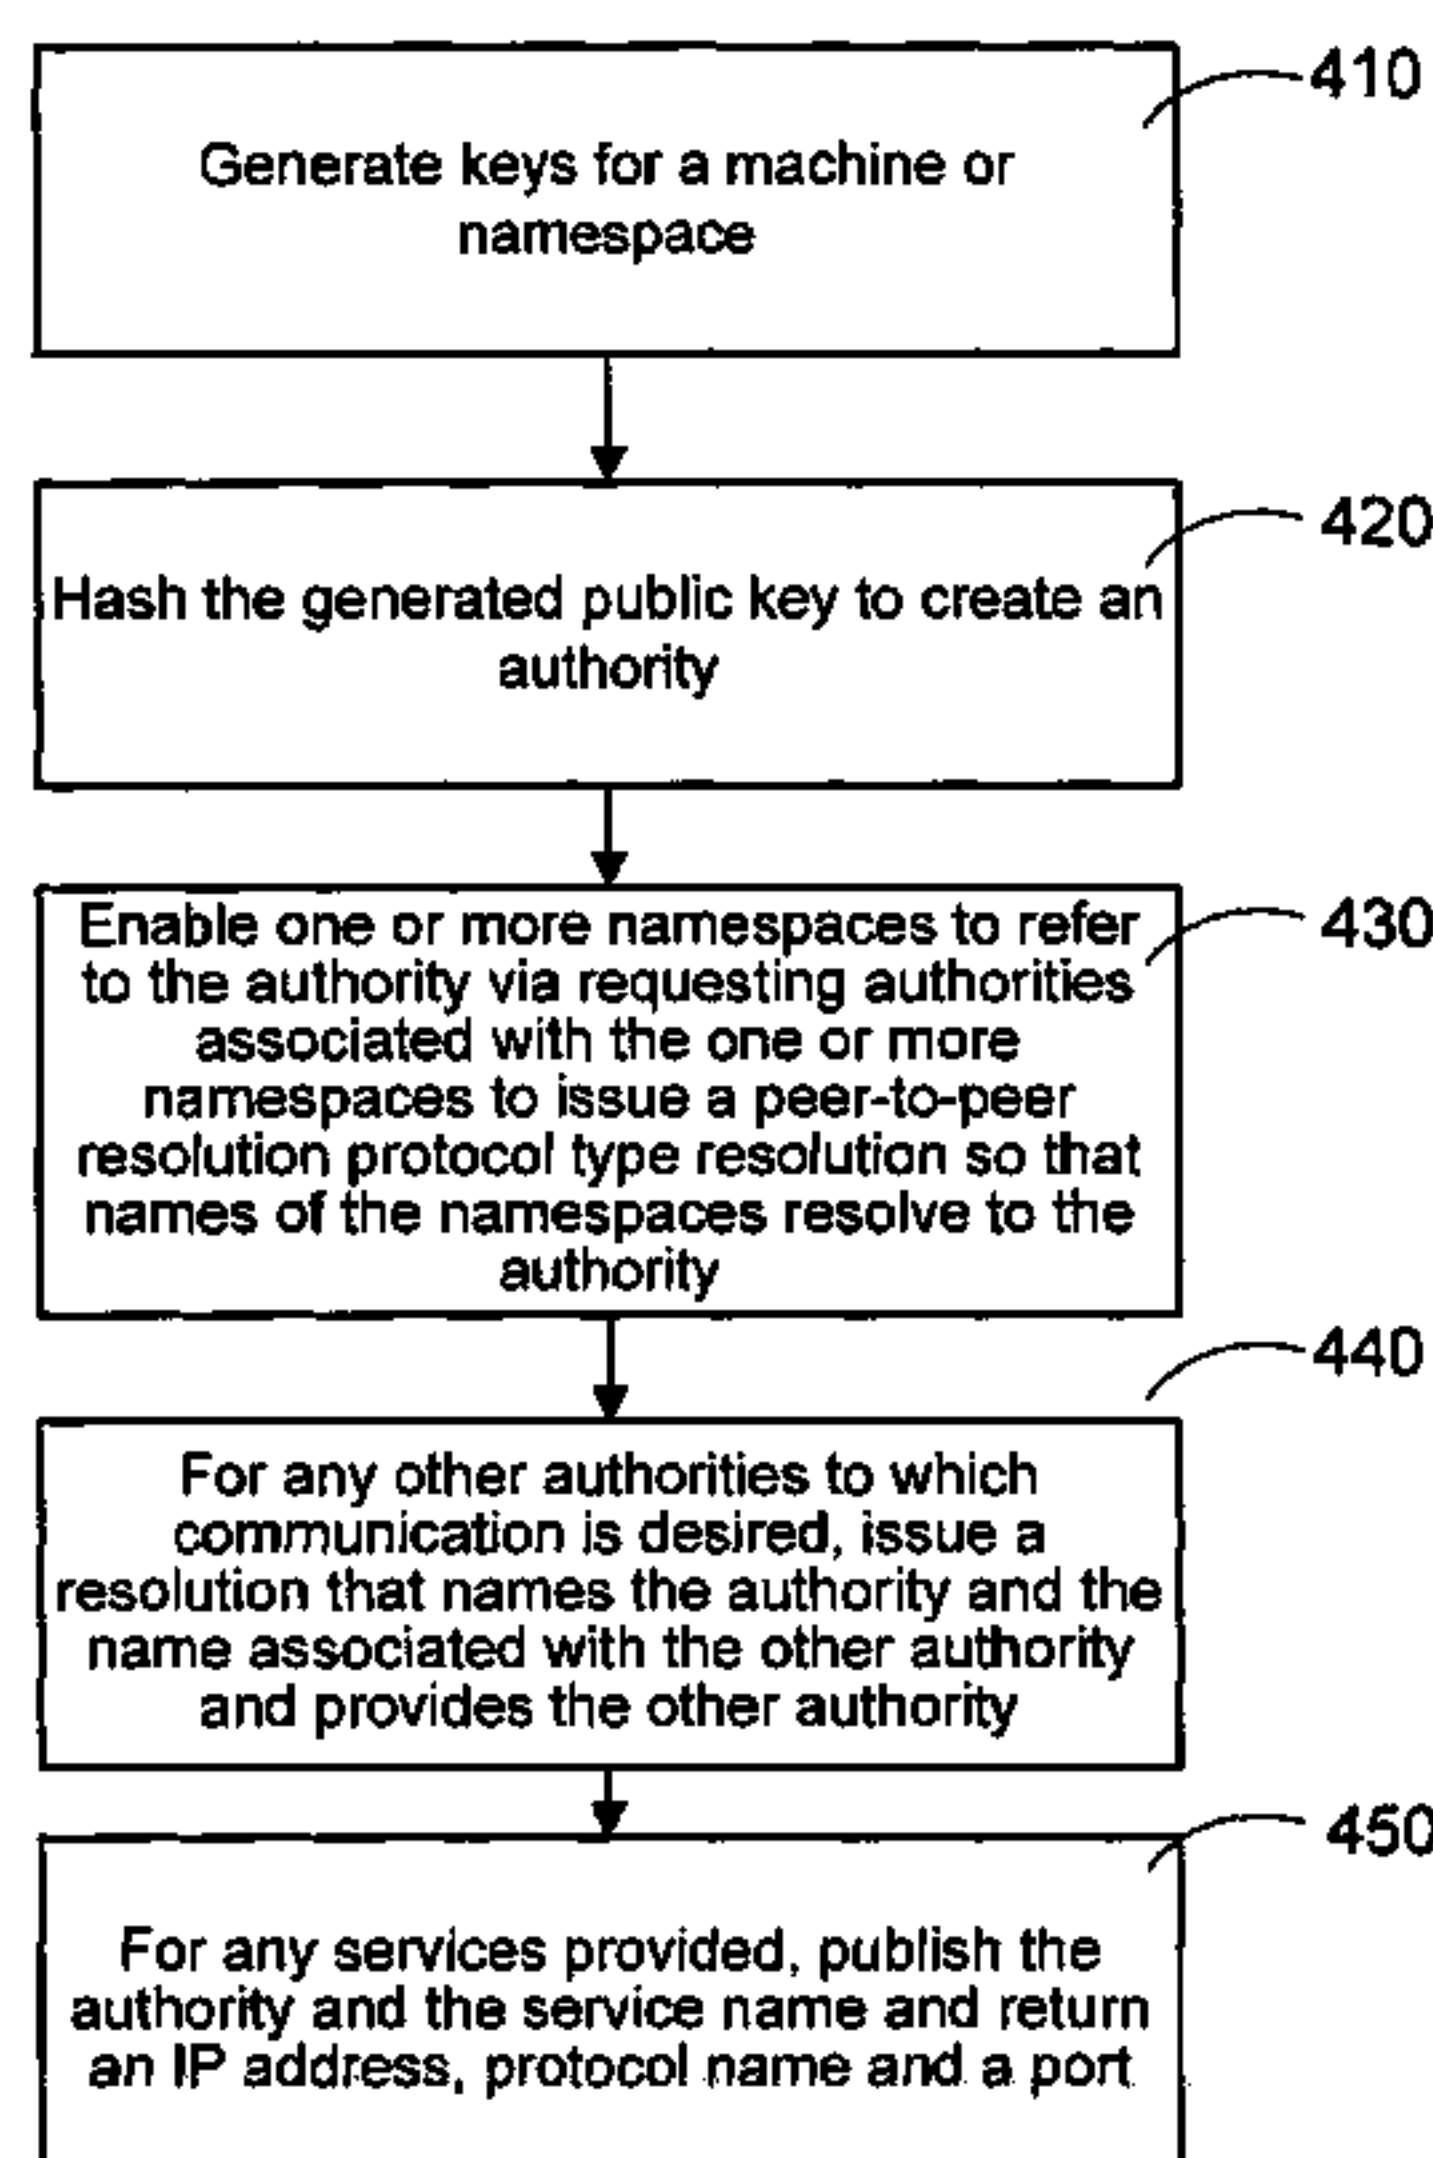 410
Generate keys for a machine or
namespace
420
Hash the generated public key to create an
authority
430
Enable one or more namespaces to refer
to the authority via requesting authorities
associated with the one or more
namespaces to issue a peer-to-peer
resolution protocol type resolution so that
names of the namespaces resolve to the
authority
440
For any other authorities to which
communication is desired, issue a
resolution that names the authority and the
name associated with the other authority
and provides the other authority
450
For any services provided, publish the
authority and the service name and return
an IP address, protocol name and a port